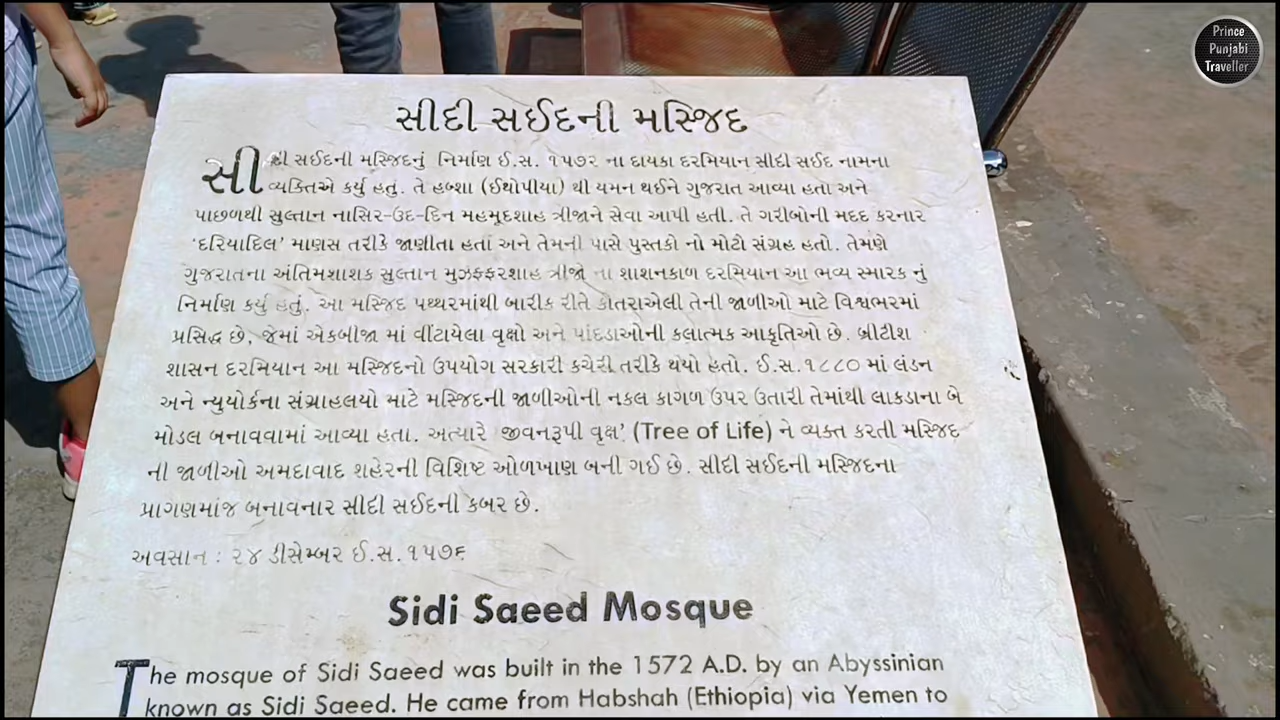 Prince
Punjabi
Traveller
સીદી સઈદની મસ્જિદ
સીદી સઈદની મસ્જિદનું નિર્માણ ઈ.સ. ૧૫૭૨ ના દાયકા દરમિયાન સીદી સઈદ નામના
વ્યક્તિએ કર્યુ હતું. તે હબ્શા (ઈથોપીયા) થી યમન થઈને ગુજરાત આવ્યા હતા અને
પાછળથી સુલ્તાન નાસિર-ઉદ-દિન મહમૂદશાહ ત્રીજાને સેવા આપી હતી. તે ગરીબોની મદદ કરનાર
'દરિયાદિલ' માણસ તરીકે જાણીતા હતાં અને તેમની પાસે પુસ્તકો નો મોટો સંગ્રહ હતો. તેમણે
ગુજરાતના અંતિમશાશક સુલ્તાન મુઝફ્ફરશાહ ત્રીજો ના શાશનકાળ દરમિયાન આ ભવ્ય સ્મારક નું
નિર્માણ કર્યુ હતું. આ મસ્જિદ પથ્થરમાંથી બારીક રીતે કોતરાએલી તેની જાળીઓ માટે વિશ્વભરમાં
પ્રસિદ્ધ છે, જેમાં એકબીજા માં વીંટાયેલા વૃક્ષો અને પાંદડાઓની કલાત્મક આકૃતિઓ છે. બ્રીટીશ
શાસન દરમિયાન આ મસ્જિદનો ઉપયોગ સરકારી કચેરી તરીકે થયો હતો. ઈ.સ.૧૮૮૦ માં લંડન
અને ન્યુયોર્કના સંગ્રાહલયો માટે મસ્જિદની જાળીઓની નકલ કાગળ ઉપર ઉતારી તેમાંથી લાકડાના બે
મોડલ બનાવવામાં આવ્યા હતા. અત્યારે 'જીવનરૂપી વૃક્ષ' (Tree of Life) ને વ્યક્ત કરતી મસ્જિદ
ની જાળીઓ અમદાવાદ શહેરની વિશિષ્ટ ઓળખાણ બની ગઈ છે. સીદી સઈદની મસ્જિદના
પ્રાગણમાંજ બનાવનાર સીદી સઈદની કબર છે.
અવસાન : ૨૪ ડીસેમ્બર ઈ.સ.૧૫૭૬
Sidi Saeed Mosque
The mosque of Sidi Saeed was built in the 1572 A.D. by an Abyssinian
known as Sidi Saeed. He came from Habshah (Ethiopia) via Yemen to